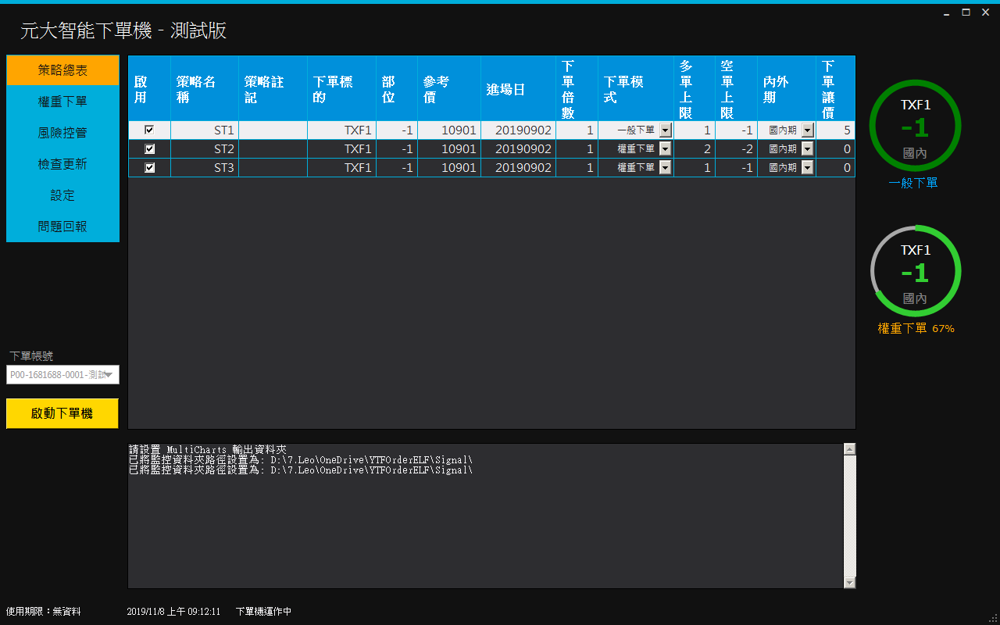 元大智能下單機 - 測試版
策略總表
權重下單
風險控管
檢查更新
設定
問題回報
下單帳號
P00-1681688-0001-測試
啟動下單機
啟用 策略名稱 策略註記 下單標的 部位 參考價 進場日 下單倍數 下單模式 多單上限 空單上限 內外期 下單讓價
ST1 TXF1 -1 10901 20190902 1 一般下單 1 -1 國內期 5
ST2 TXF1 -1 10901 20190902 1 權重下單 2 -2 國內期 0
ST3 TXF1 -1 10901 20190902 1 權重下單 1 -1 國內期 0
TXF1
-1
國內
一般下單
TXF1
-1
國內
權重下單 67%
請設置 MultiCharts 輸出資料夾
已將監控資料夾路徑設置為: D:\7.Leo\OneDrive\YTFOrderELF\Signal\
已將監控資料夾路徑設置為: D:\7.Leo\OneDrive\YTFOrderELF\Signal\
使用期限：無資料
2019/11/8 上午 09:12:11
下單機運作中